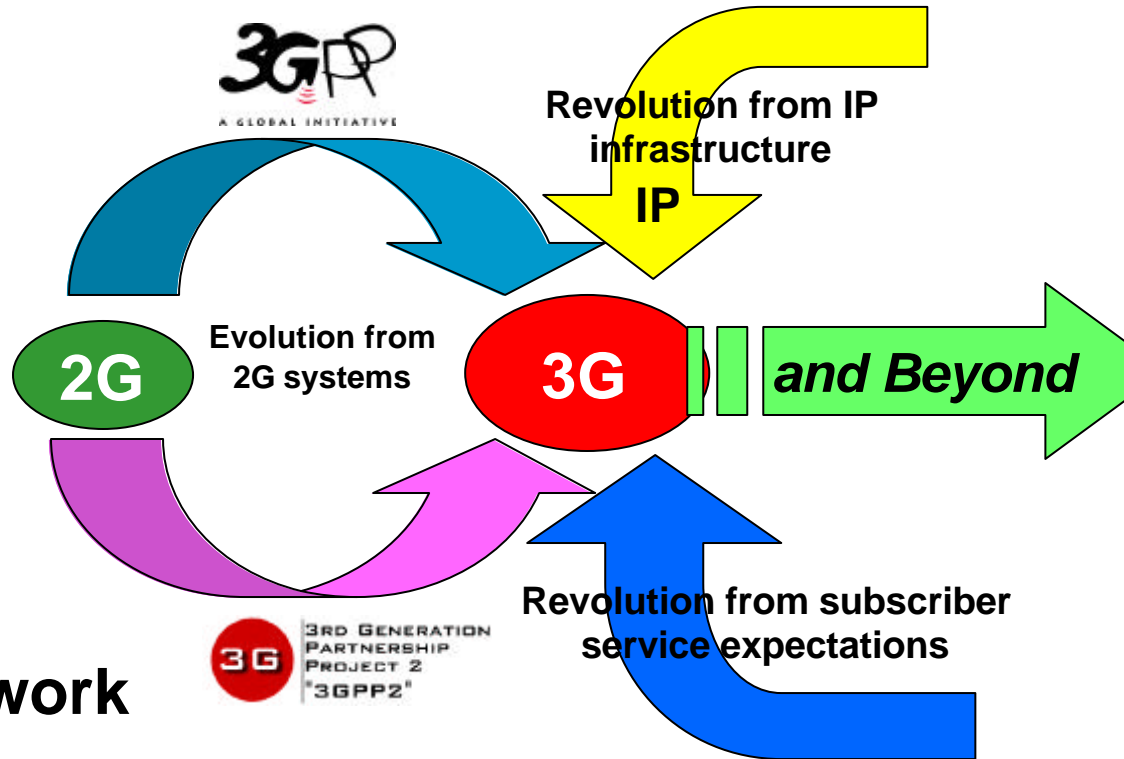 3GPP
A GLOBAL INITIATIVE
Revolution from IP
infrastructure
IP
2G
Evolution from
2G systems
3G
and Beyond
Revolution from subscriber
service expectations
3G
3RD GENERATION
PARTNERSHIP
PROJECT 2
"3GPP2"
work